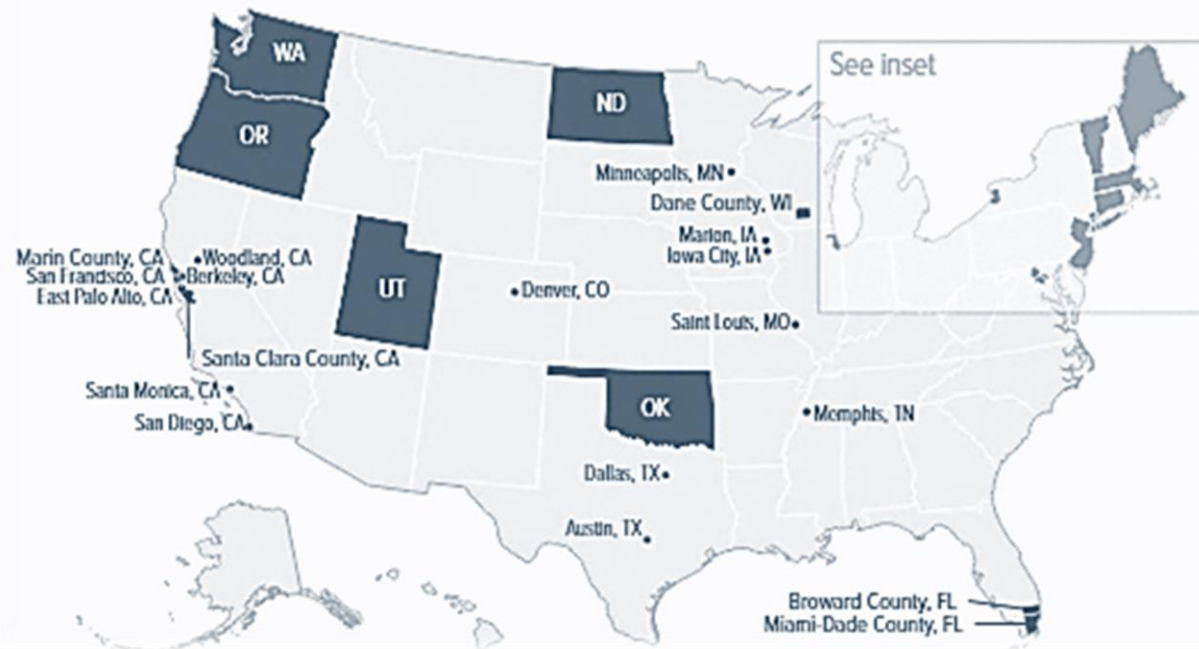 WA
See inset
ND
OR
Minneapolis, MN
Dane County, WI
Marion, IA
Iowa City, IA
Marin County, CA
Woodland, CA
San Francisco, CA
Berkeley, CA
East Palo Alto, CA
UT
Denver, CO
Saint Louis, MO
Santa Clara County, CA
Santa Monica, CA
OK
Memphis, TN
San Diego, CA
Dallas, TX
Austin, TX
Broward County, FL
Miami-Dade County, FL